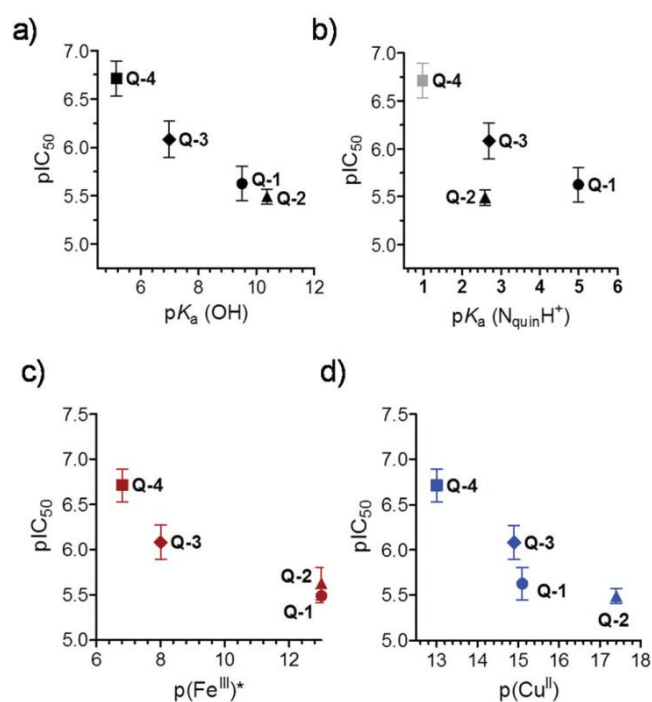 a)
7.0
6.5
6.0
5.5
5.0
pIC50
Q-4
Q-3
Q-1
Q-2
6 8 10 12
pKa (OH)
b)
7.0
6.5
6.0
5.5
5.0
pIC50
Q-4
Q-3
Q-2
Q-1
1 2 3 4 5 6
pKa (NquinH+)
c)
7.5
7.0
6.5
6.0
5.5
5.0
pIC50
Q-4
Q-3
Q-2
Q-1
6 8 10 12
p(FeIII)*
d)
7.5
7.0
6.5
6.0
5.5
5.0
pIC50
Q-4
Q-3
Q-1
Q-2
13 14 15 16 17 18
p(CuII)